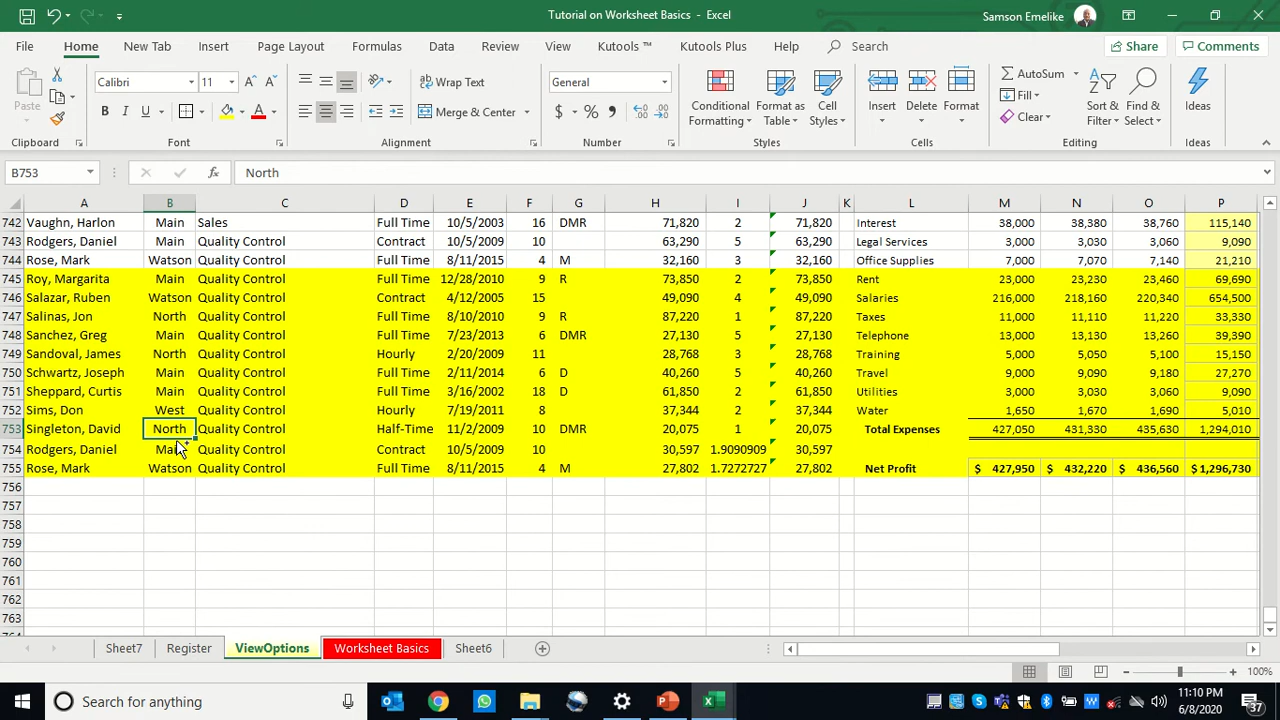 Tutorial on Worksheet Basics - Excel
Samson Emelike
File Home New Tab Insert Page Layout Formulas Data Review View Kutools ™ Kutools Plus Help Search Share Comments
Paste Calibri 11 Wrap Text General Conditional Formatting Format as Table Cell Styles Insert Delete Format AutoSum Fill Clear Sort & Filter Find & Select Ideas
B I U A Merge & Center $ % ,
Clipboard Font Alignment Number Styles Cells Editing Ideas
B753 fx North
A B C D E F G H I J K L M N O P
742 Vaughn, Harlon Main Sales Full Time 10/5/2003 16 DMR 71,820 2 71,820 Interest 38,000 38,380 38,760 115,140
743 Rodgers, Daniel Main Quality Control Contract 10/5/2009 10 63,290 5 63,290 Legal Services 3,000 3,030 3,060 9,090
744 Rose, Mark Watson Quality Control Full Time 8/11/2015 4 M 32,160 3 32,160 Office Supplies 7,000 7,070 7,140 21,210
745 Roy, Margarita Main Quality Control Full Time 12/28/2010 9 R 73,850 2 73,850 Rent 23,000 23,230 23,460 69,690
746 Salazar, Ruben Watson Quality Control Contract 4/12/2005 15 49,090 4 49,090 Salaries 216,000 218,160 220,340 654,500
747 Salinas, Jon North Quality Control Full Time 8/10/2010 9 R 87,220 1 87,220 Taxes 11,000 11,110 11,220 33,330
748 Sanchez, Greg Main Quality Control Full Time 7/23/2013 6 DMR 27,130 5 27,130 Telephone 13,000 13,130 13,260 39,390
749 Sandoval, James North Quality Control Hourly 2/20/2009 11 28,768 3 28,768 Training 5,000 5,050 5,100 15,150
750 Schwartz, Joseph Main Quality Control Full Time 2/11/2014 6 D 40,260 5 40,260 Travel 9,000 9,090 9,180 27,270
751 Sheppard, Curtis Main Quality Control Full Time 3/16/2002 18 D 61,850 2 61,850 Utilities 3,000 3,030 3,060 9,090
752 Sims, Don West Quality Control Hourly 7/19/2011 8 37,344 2 37,344 Water 1,650 1,670 1,690 5,010
753 Singleton, David North Quality Control Half-Time 11/2/2009 10 DMR 20,075 1 20,075 Total Expenses 427,050 431,330 435,630 1,294,010
754 Rodgers, Daniel Main Quality Control Contract 10/5/2009 10 30,597 1.9090909 30,597
755 Rose, Mark Watson Quality Control Full Time 8/11/2015 4 M 27,802 1.7272727 27,802 Net Profit $ 427,950 $ 432,220 $ 436,560 $ 1,296,730
756
757
758
759
760
761
762
763
Sheet7 Register ViewOptions Worksheet Basics Sheet6
100%
Search for anything
11:10 PM
6/8/2020
37